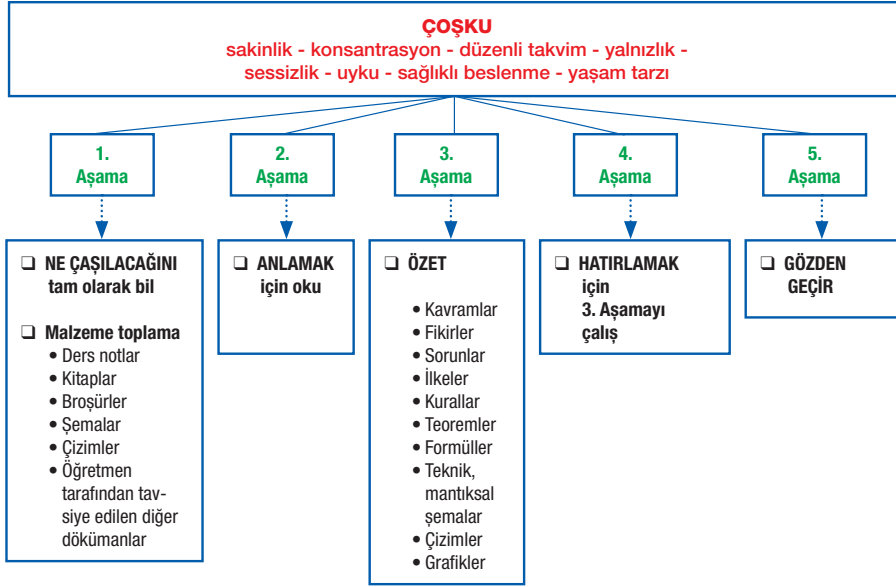 ÇOŞKU
sakinlik - konsantrasyon - düzenli takvim - yalnızlık -
sessizlik - uyku - sağlıklı beslenme - yaşam tarzı
1.
Aşama
2.
Aşama
3.
Aşama
4.
Aşama
5.
Aşama
❑ NE ÇAŞILACAĞINI
tam olarak bil
❑ Malzeme toplama
• Ders notlar
• Kitaplar
• Broşürler
• Şemalar
• Çizimler
• Öğretmen
tarafından tav-
siye edilen diğer
dökümanlar
❑ ANLAMAK
için oku
❑ ÖZET
• Kavramlar
• Fikirler
• Sorunlar
• İlkeler
• Kurallar
• Teoremler
• Formüller
• Teknik,
mantıksal
şemalar
• Çizimler
• Grafikler
❑ HATIRLAMAK
için
3. Aşamayı
çalış
❑ GÖZDEN
GEÇİR